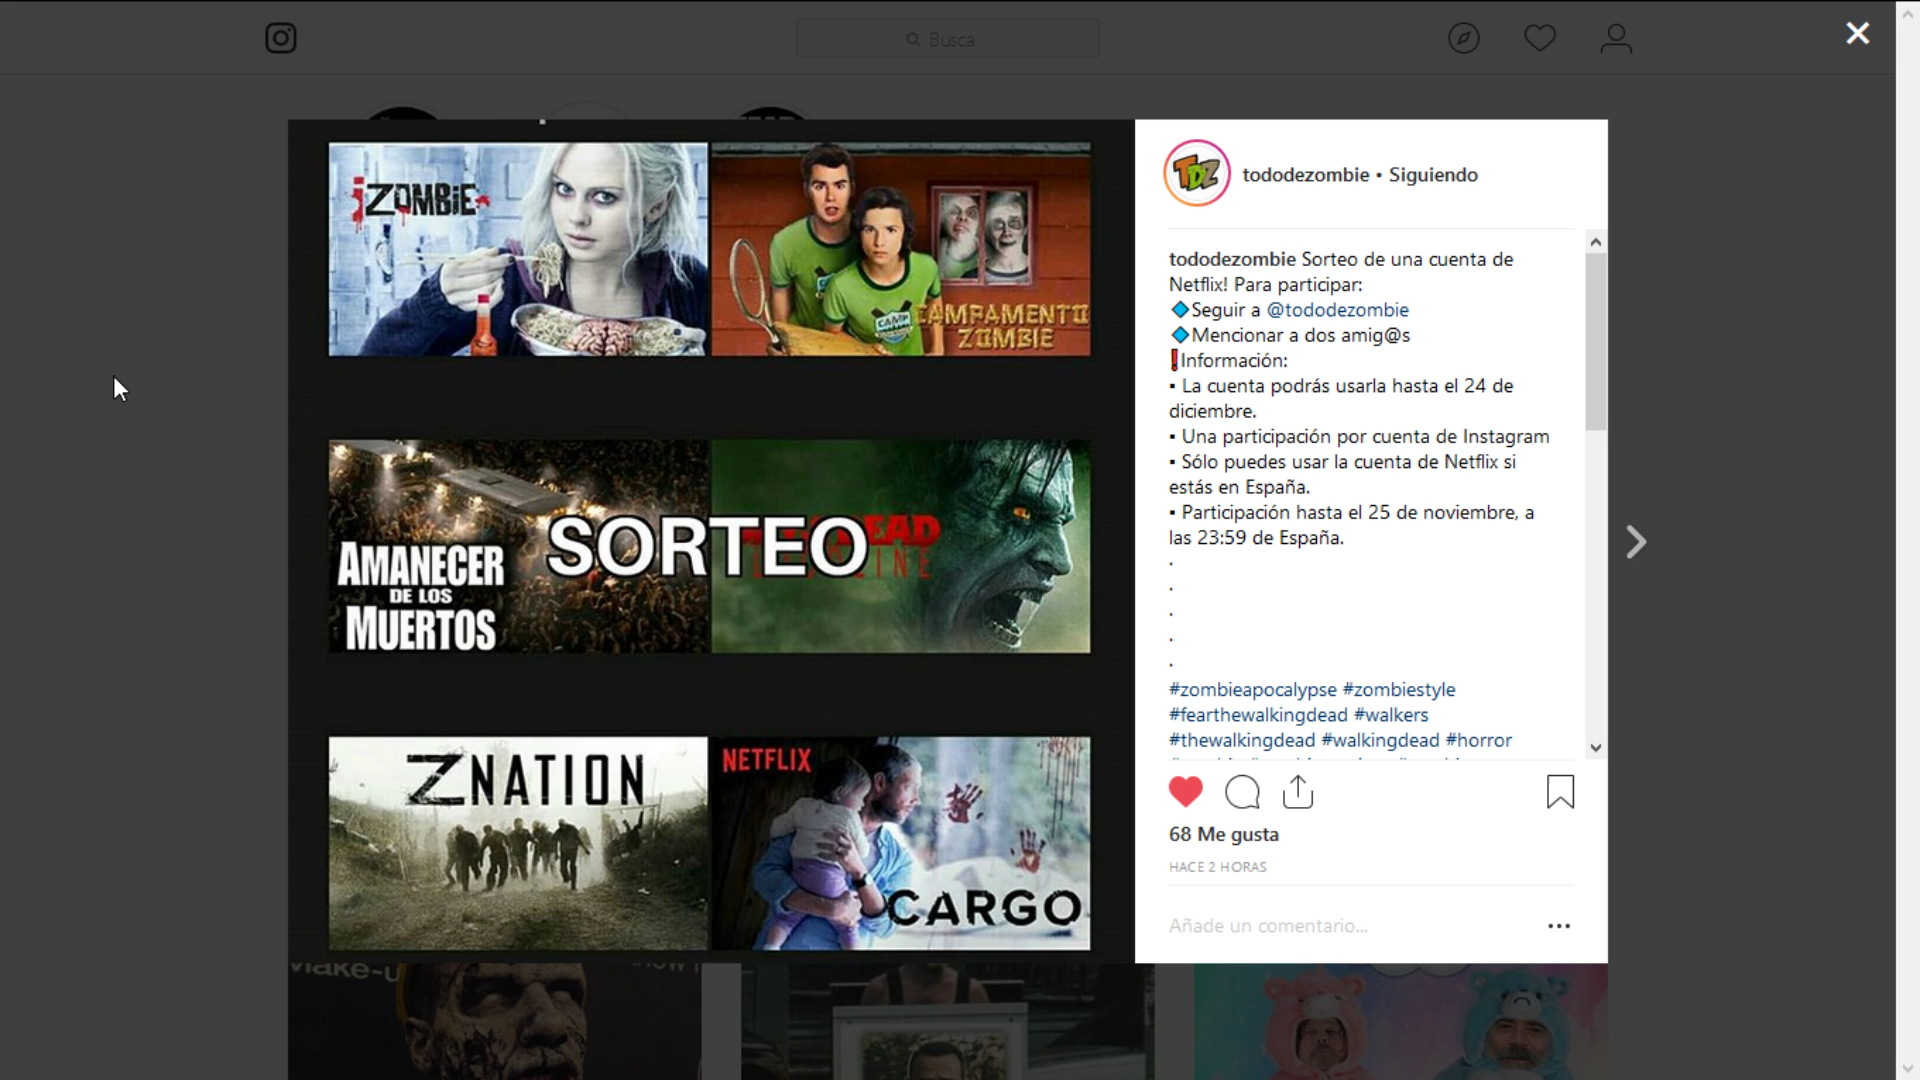 Busca
iZOMBiE
CAMP
CAMPAMENTO
ZOMBIE
AMANECER
DE LOS
MUERTOS
SORTEO
Z NATION
NETFLIX
CARGO
TDZ
tododezombie • Siguiendo
tododezombie Sorteo de una cuenta de
Netflix! Para participar:
🔷Seguir a @tododezombie
🔷Mencionar a dos amig@s
❗Información:
▪ La cuenta podrás usarla hasta el 24 de
diciembre.
▪ Una participación por cuenta de Instagram
▪ Sólo puedes usar la cuenta de Netflix si
estás en España.
▪ Participación hasta el 25 de noviembre, a
las 23:59 de España.
.
.
.
.
.
#zombieapocalypse #zombiestyle
#fearthewalkingdead #walkers
#thewalkingdead #walkingdead #horror
68 Me gusta
HACE 2 HORAS
Añade un comentario...